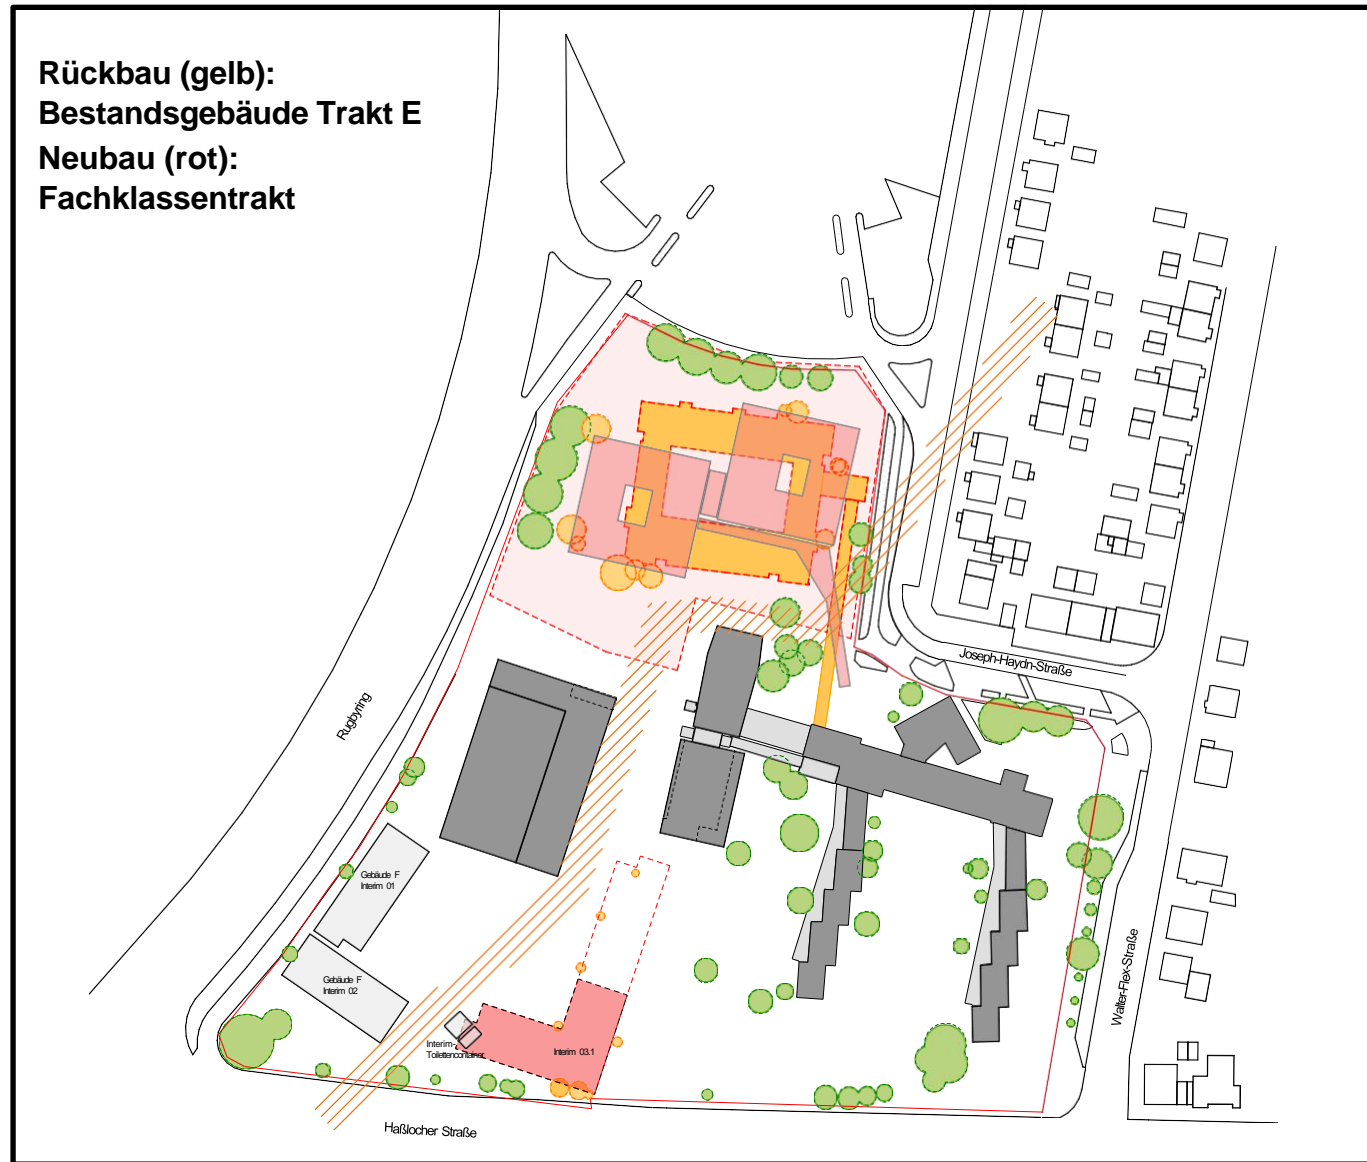 Rückbau (gelb):
Bestandsgebäude Trakt E
Neubau (rot):
Fachklassentrakt
Joseph-Haydn-Straße
Rugbyring
Gebäude F
Interim 01
Gebäude F
Interim 02
Walter-Flex-Straße
Interim-
Toilettencontainer
Interim 03.1
Haßlocher Straße